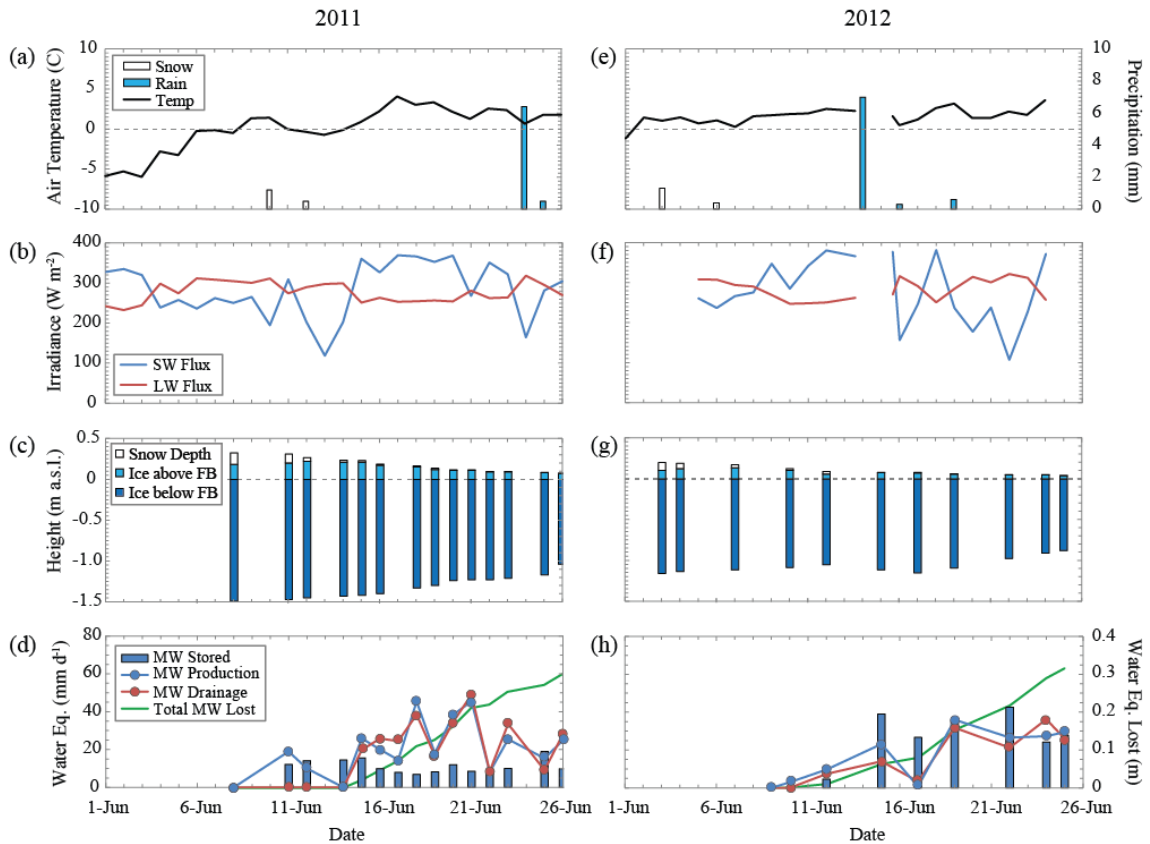 2011
2012
(a)
Air Temperature (C)
10
5
0
-5
-10
Snow
Rain
Temp
(e)
10
8
6
4
2
0
Precipitation (mm)
(b)
Irradiance (W m-2)
400
300
200
100
0
SW Flux
LW Flux
(f)
(c)
Height (m a.s.l.)
0.5
0
-0.5
-1.0
-1.5
Snow Depth
Ice above FB
Ice below FB
(g)
(d)
Water Eq. (mm d-1)
80
60
40
20
0
MW Stored
MW Production
MW Drainage
Total MW Lost
(h)
0.4
0.3
0.2
0.1
0
Water Eq. Lost (m)
1-Jun 6-Jun 11-Jun 16-Jun 21-Jun 26-Jun
1-Jun 6-Jun 11-Jun 16-Jun 21-Jun 26-Jun
Date
Date